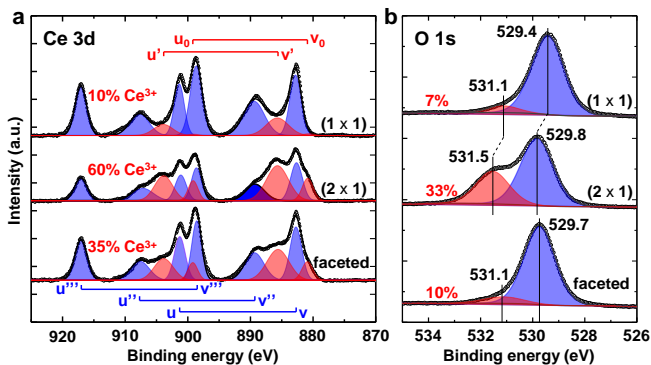 a
Ce 3d
u₀
v₀
u'
v'
10% Ce³⁺
(1 x 1)
60% Ce³⁺
(2 x 1)
35% Ce³⁺
faceted
u'''
v'''
u''
v''
u
v
Intensity (a.u.)
920
910
900
890
880
870
Binding energy (eV)
b
O 1s
529.4
531.1
7%
(1 x 1)
529.8
531.5
33%
(2 x 1)
529.7
531.1
10%
faceted
534
532
530
528
526
Binding energy (eV)